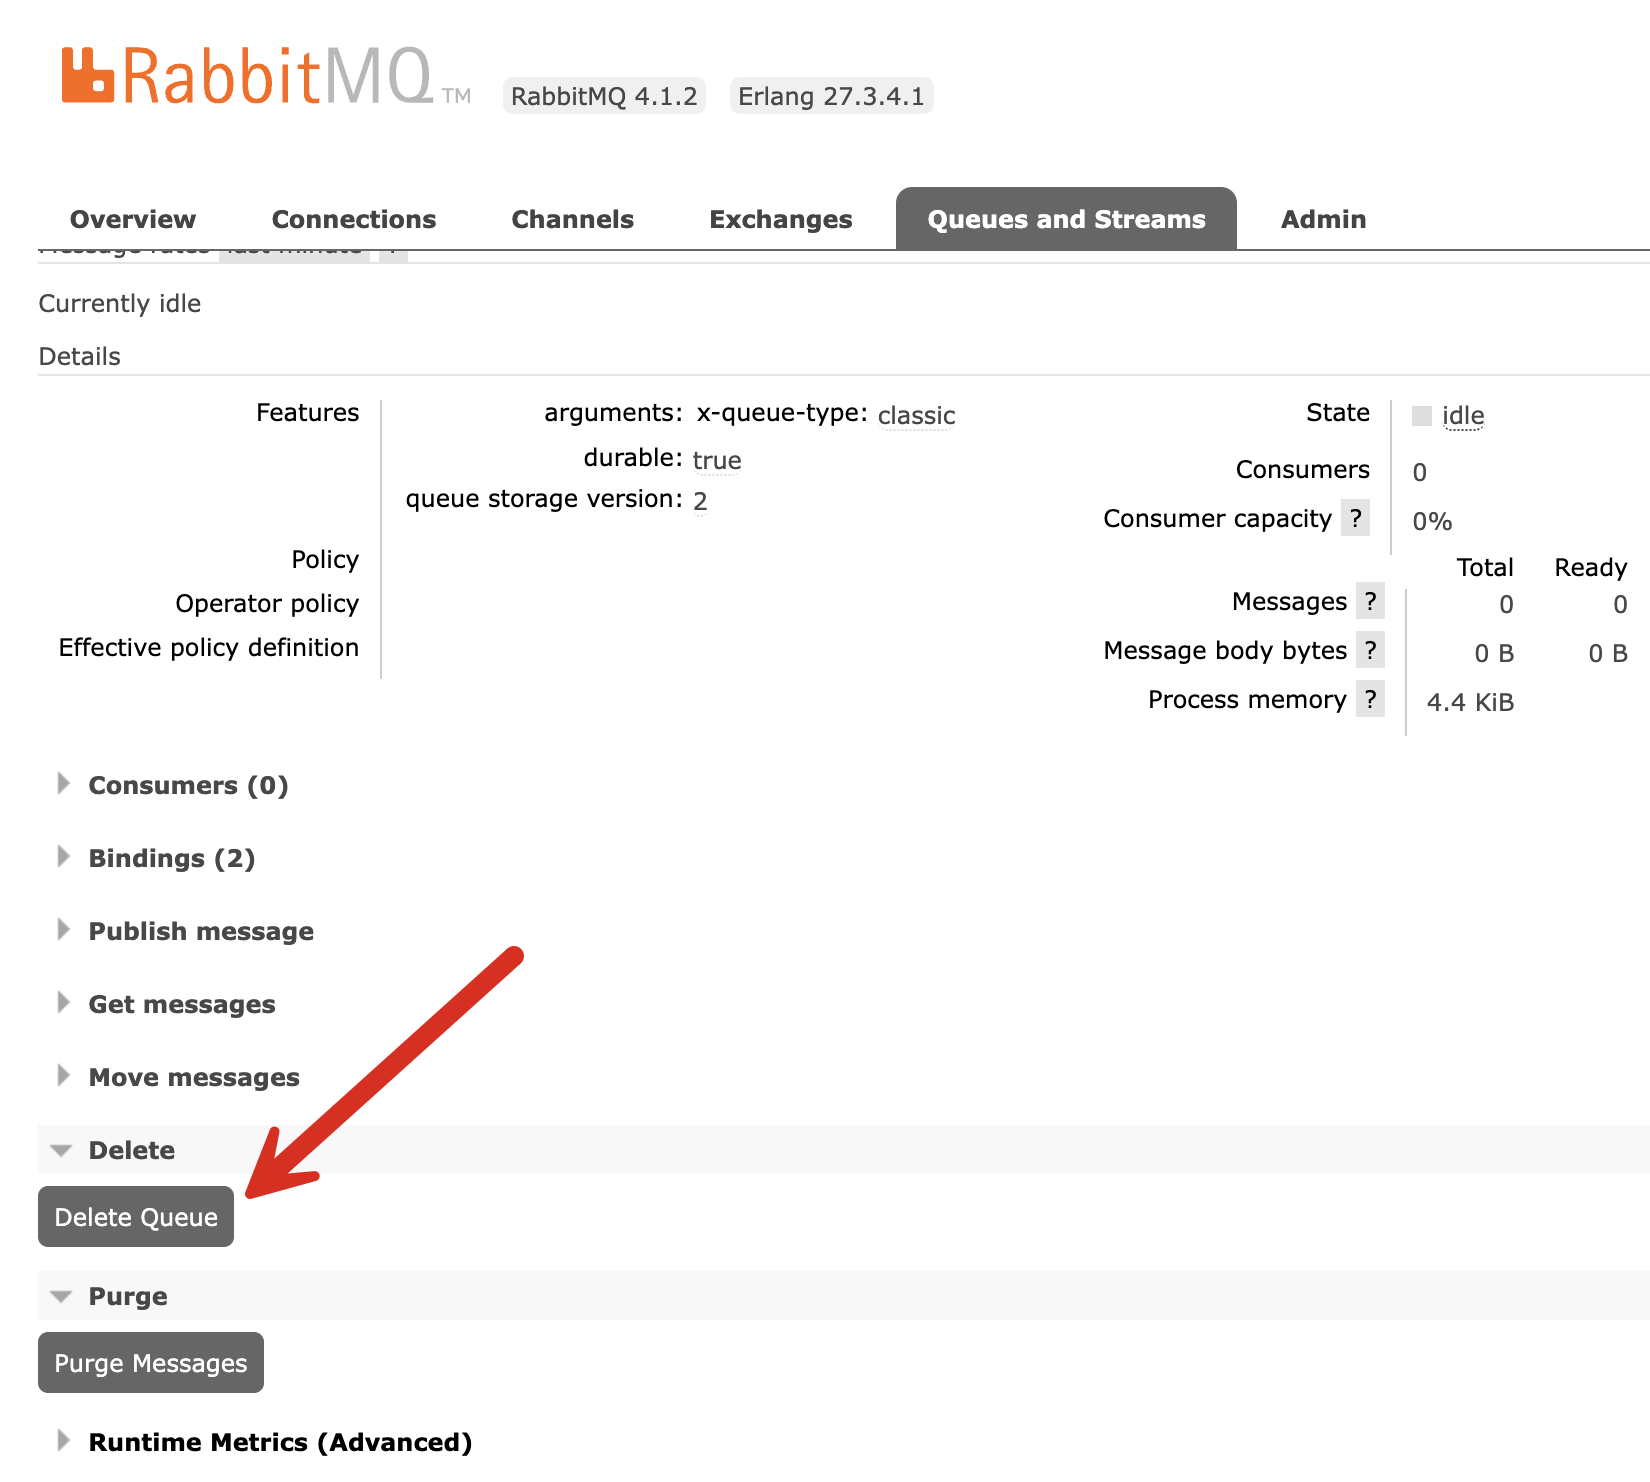 RabbitMQ TM RabbitMQ 4.1.2 Erlang 27.3.4.1
Overview Connections Channels Exchanges Queues and Streams Admin
Message rates last minute ?
Currently idle
Details
Features arguments: x-queue-type: classic
durable: true
queue storage version: 2
Policy
Operator policy
Effective policy definition
State idle
Consumers 0
Consumer capacity ? 0%
Total Ready
Messages ? 0 0
Message body bytes ? 0 B 0 B
Process memory ? 4.4 KiB
Consumers (0)
Bindings (2)
Publish message
Get messages
Move messages
Delete
Delete Queue
Purge
Purge Messages
Runtime Metrics (Advanced)